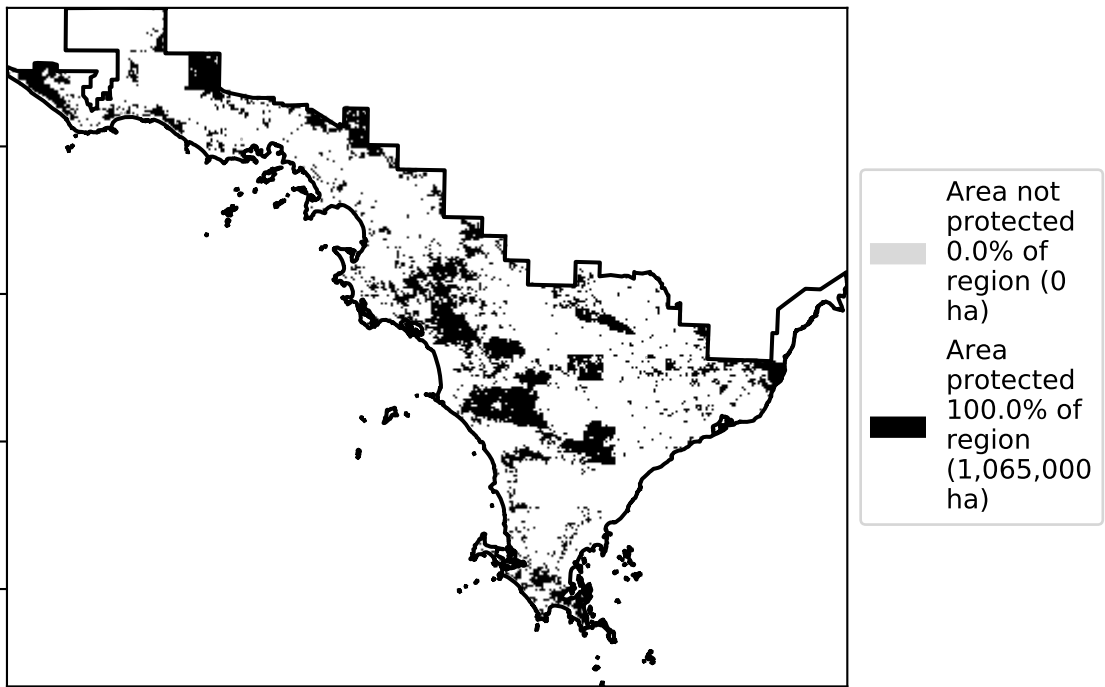 Area not
protected
0.0% of
region (0
ha)
Area
protected
100.0% of
region
(1,065,000
ha)